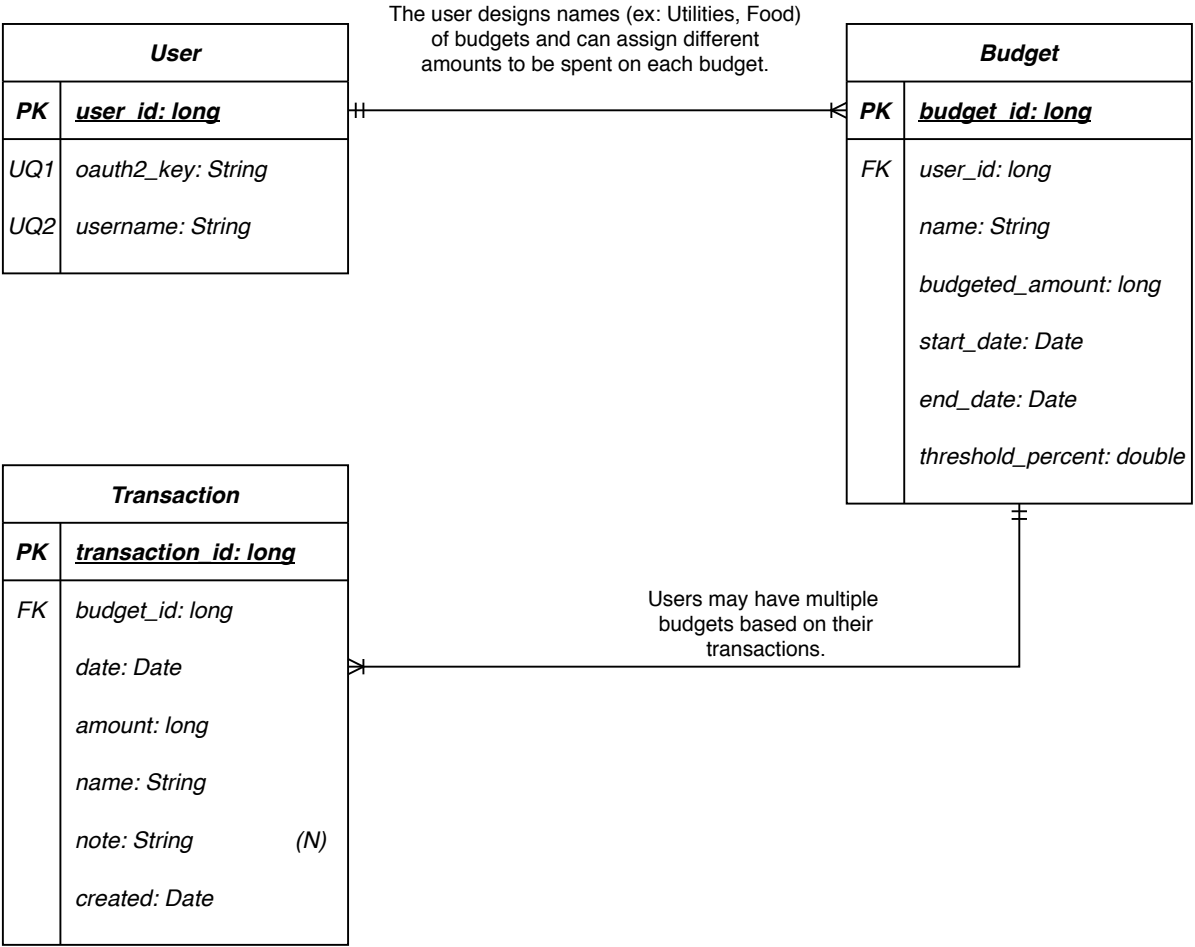 The user designs names (ex: Utilities, Food)
of budgets and can assign different
amounts to be spent on each budget.
User
PK user_id: long
UQ1 oauth2_key: String
UQ2 username: String
Budget
PK budget_id: long
FK user_id: long
name: String
budgeted_amount: long
start_date: Date
end_date: Date
threshold_percent: double
Transaction
PK transaction_id: long
FK budget_id: long
date: Date
amount: long
name: String
note: String (N)
created: Date
Users may have multiple
budgets based on their
transactions.